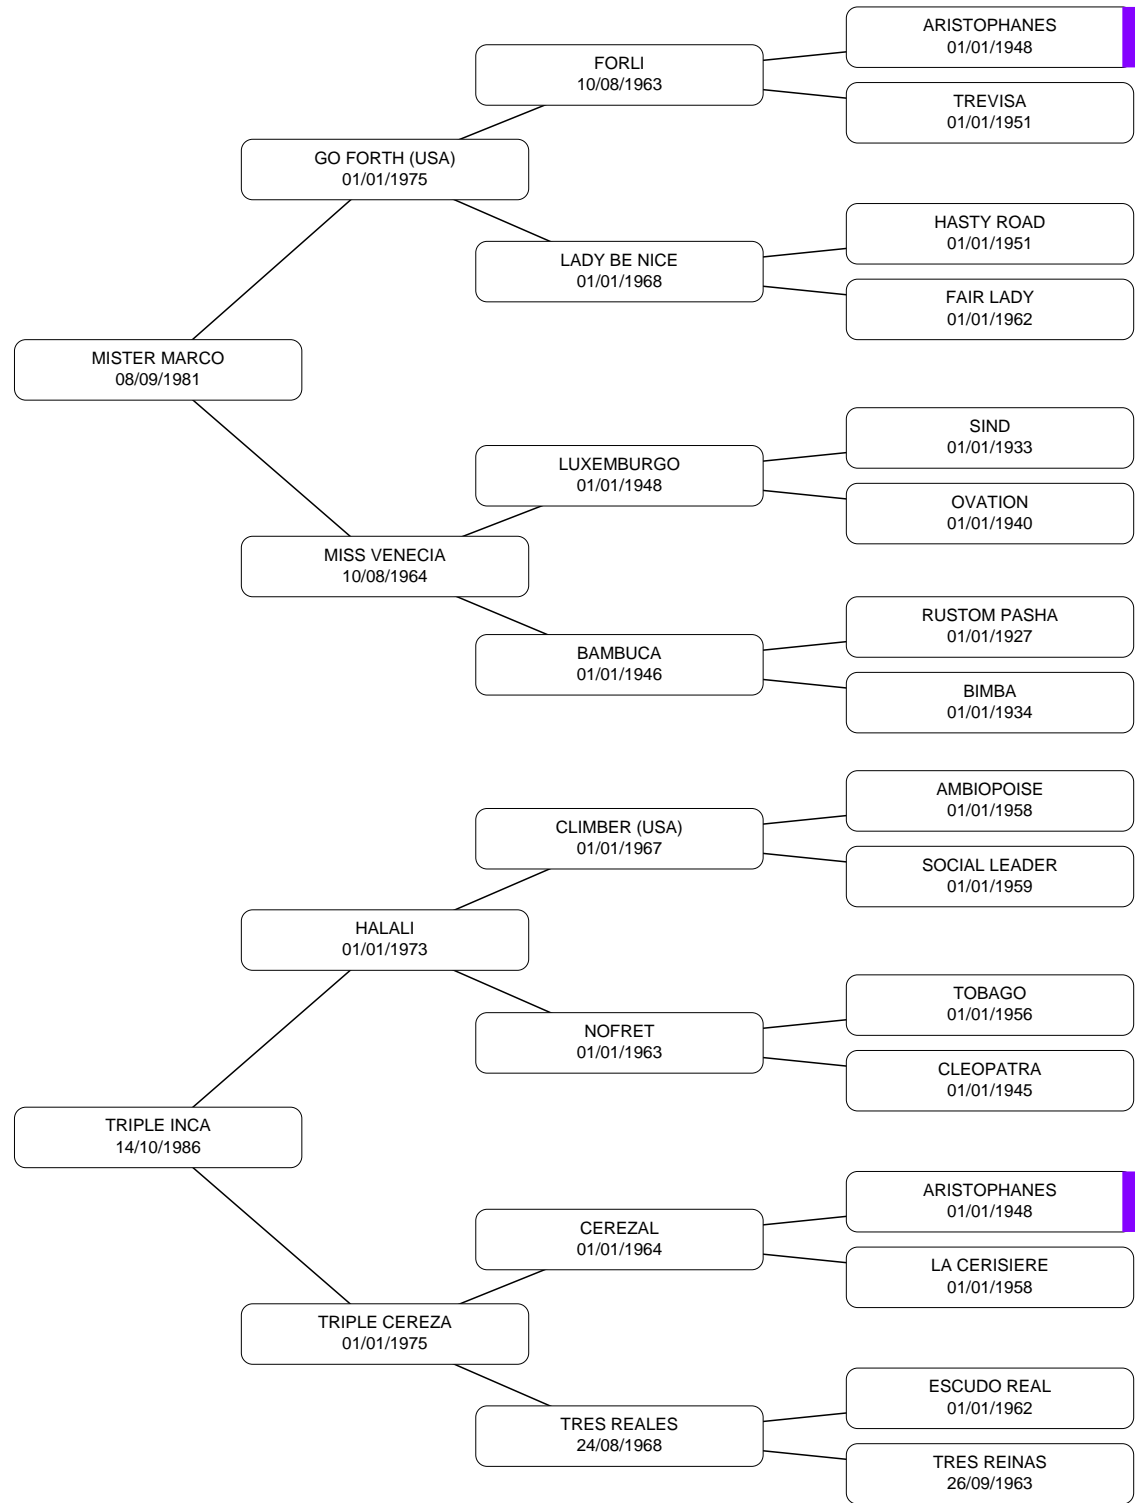 ARISTOPHANES
01/01/1948
FORLI
10/08/1963
TREVISA
01/01/1951
GO FORTH (USA)
01/01/1975
HASTY ROAD
01/01/1951
LADY BE NICE
01/01/1968
FAIR LADY
01/01/1962
MISTER MARCO
08/09/1981
SIND
01/01/1933
LUXEMBURGO
01/01/1948
OVATION
01/01/1940
MISS VENECIA
10/08/1964
RUSTOM PASHA
01/01/1927
BAMBUCA
01/01/1946
BIMBA
01/01/1934
AMBIOPOISE
01/01/1958
CLIMBER (USA)
01/01/1967
SOCIAL LEADER
01/01/1959
HALALI
01/01/1973
TOBAGO
01/01/1956
NOFRET
01/01/1963
CLEOPATRA
01/01/1945
TRIPLE INCA
14/10/1986
ARISTOPHANES
01/01/1948
CEREZAL
01/01/1964
LA CERISIERE
01/01/1958
TRIPLE CEREZA
01/01/1975
ESCUDO REAL
01/01/1962
TRES REALES
24/08/1968
TRES REINAS
26/09/1963